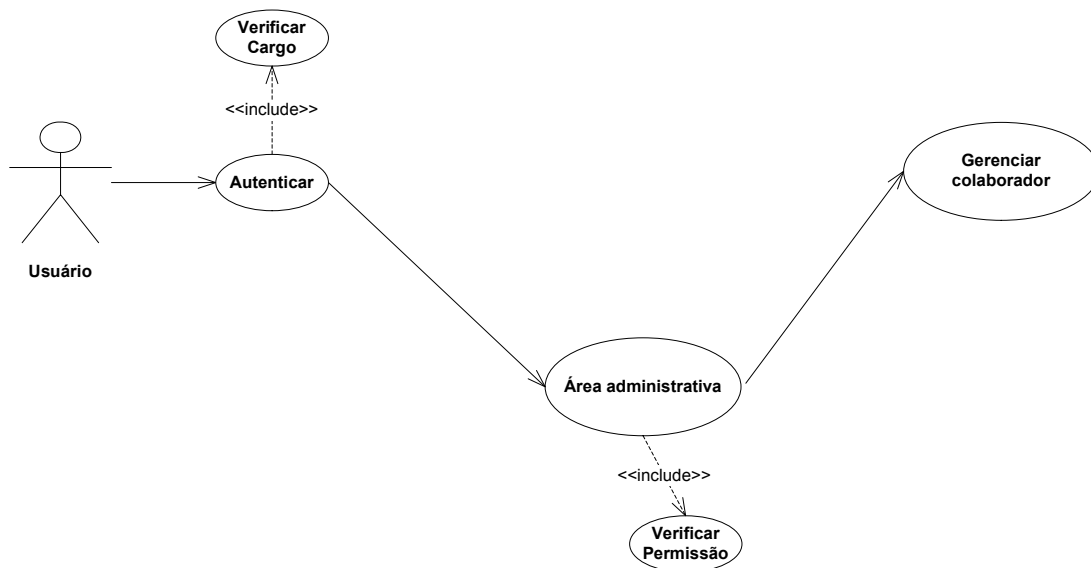 Verificar
Cargo
<<include>>
Autenticar
Usuário
Gerenciar
colaborador
Área administrativa
<<include>>
Verificar
Permissão